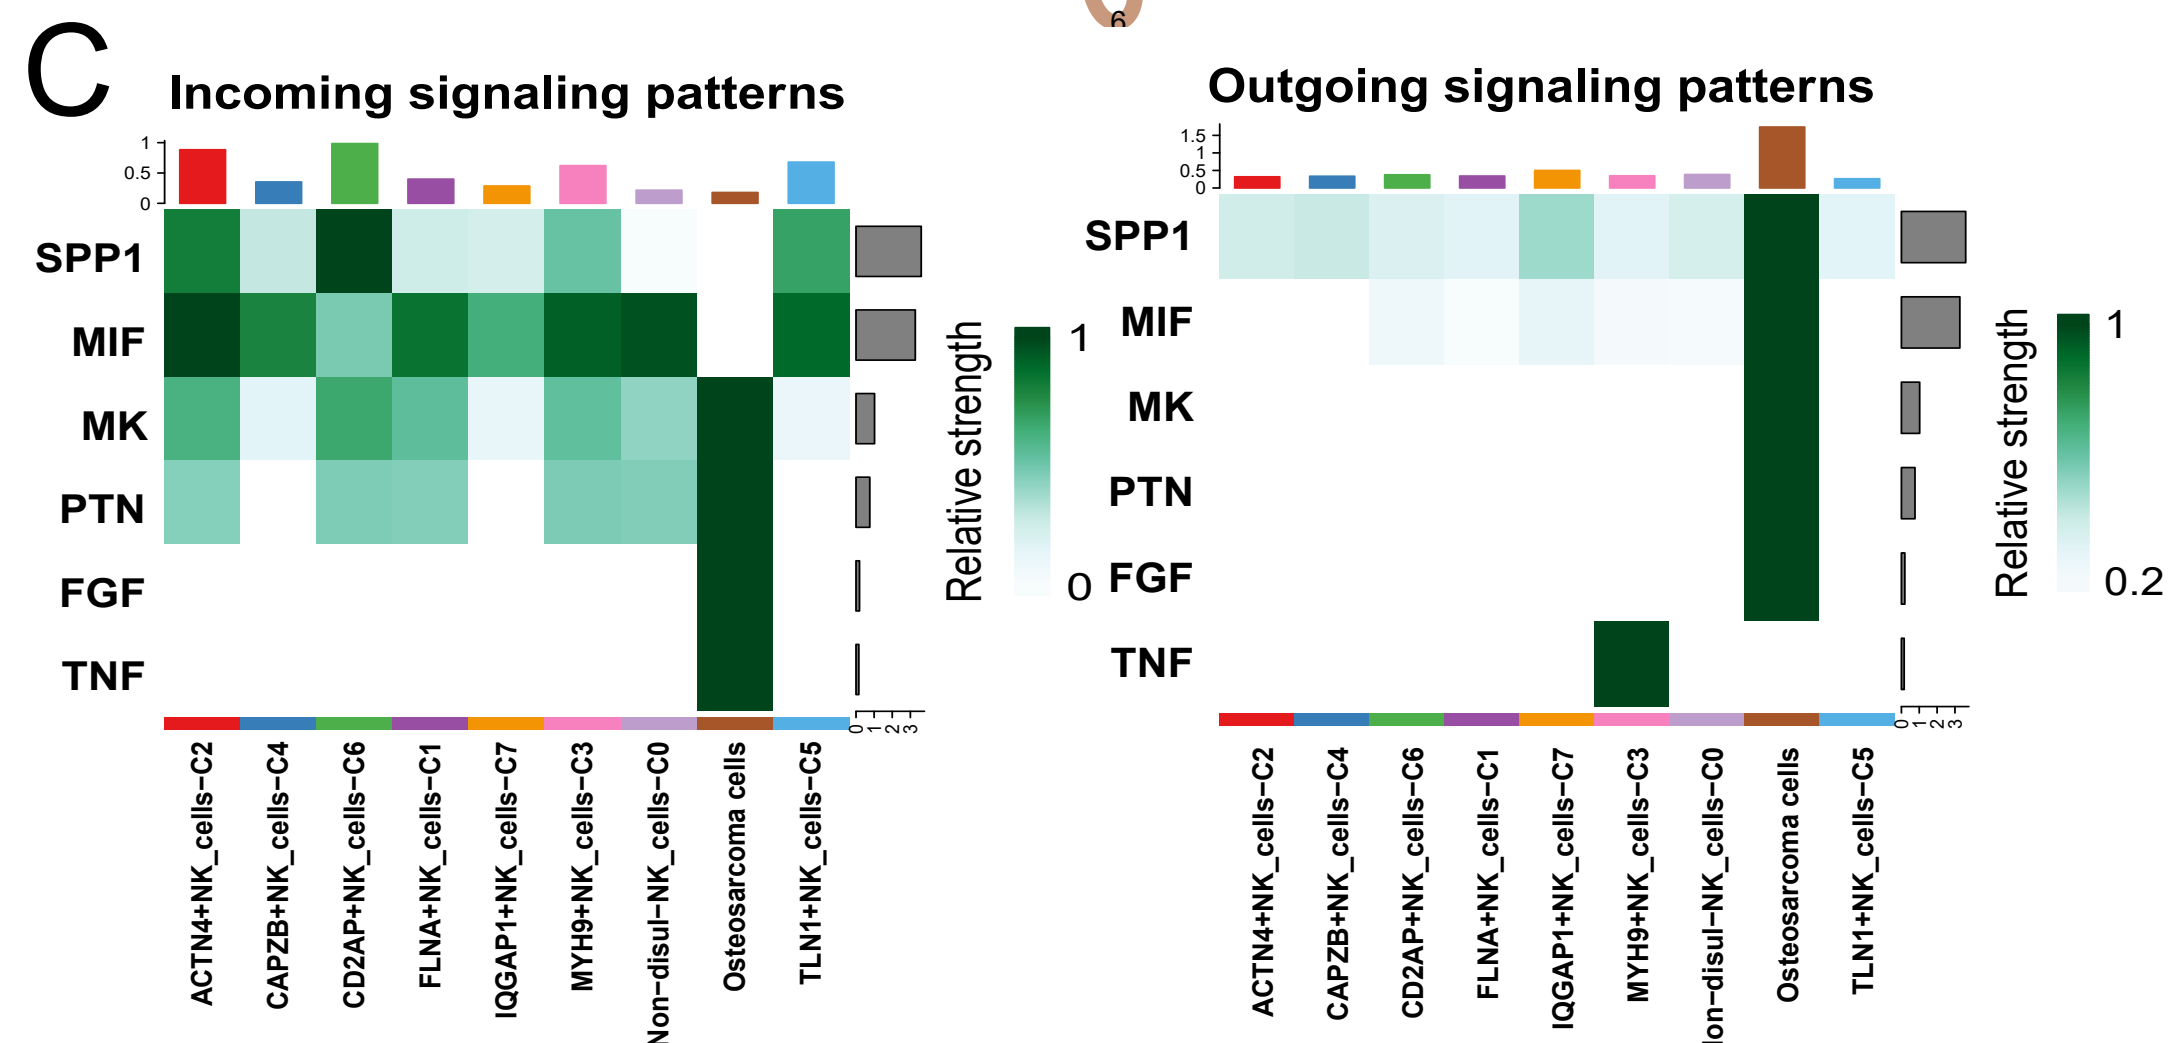 C
6
Incoming signaling patterns
1
0.5
0
SPP1
MIF
MK
PTN
FGF
TNF
0 1 2 3
Relative strength
1
0
ACTN4+NK_cells−C2
CAPZB+NK_cells−C4
CD2AP+NK_cells−C6
FLNA+NK_cells−C1
IQGAP1+NK_cells−C7
MYH9+NK_cells−C3
Non−disul−NK_cells−C0
Osteosarcoma cells
TLN1+NK_cells−C5
Outgoing signaling patterns
1.5
1
0.5
0
SPP1
MIF
MK
PTN
FGF
TNF
0 1 2 3
Relative strength
1
0.2
ACTN4+NK_cells−C2
CAPZB+NK_cells−C4
CD2AP+NK_cells−C6
FLNA+NK_cells−C1
IQGAP1+NK_cells−C7
MYH9+NK_cells−C3
on−disul−NK_cells−C0
Osteosarcoma cells
TLN1+NK_cells−C5